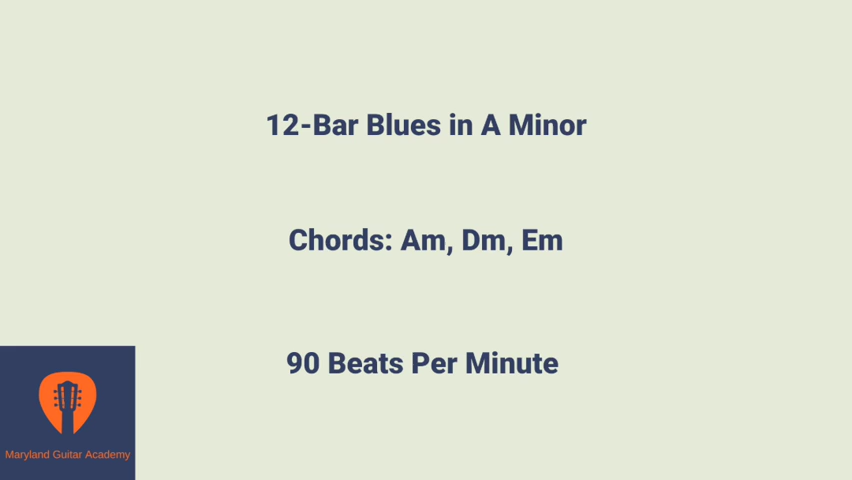 12-Bar Blues in A Minor
Chords: Am, Dm, Em
90 Beats Per Minute
Maryland Guitar Academy